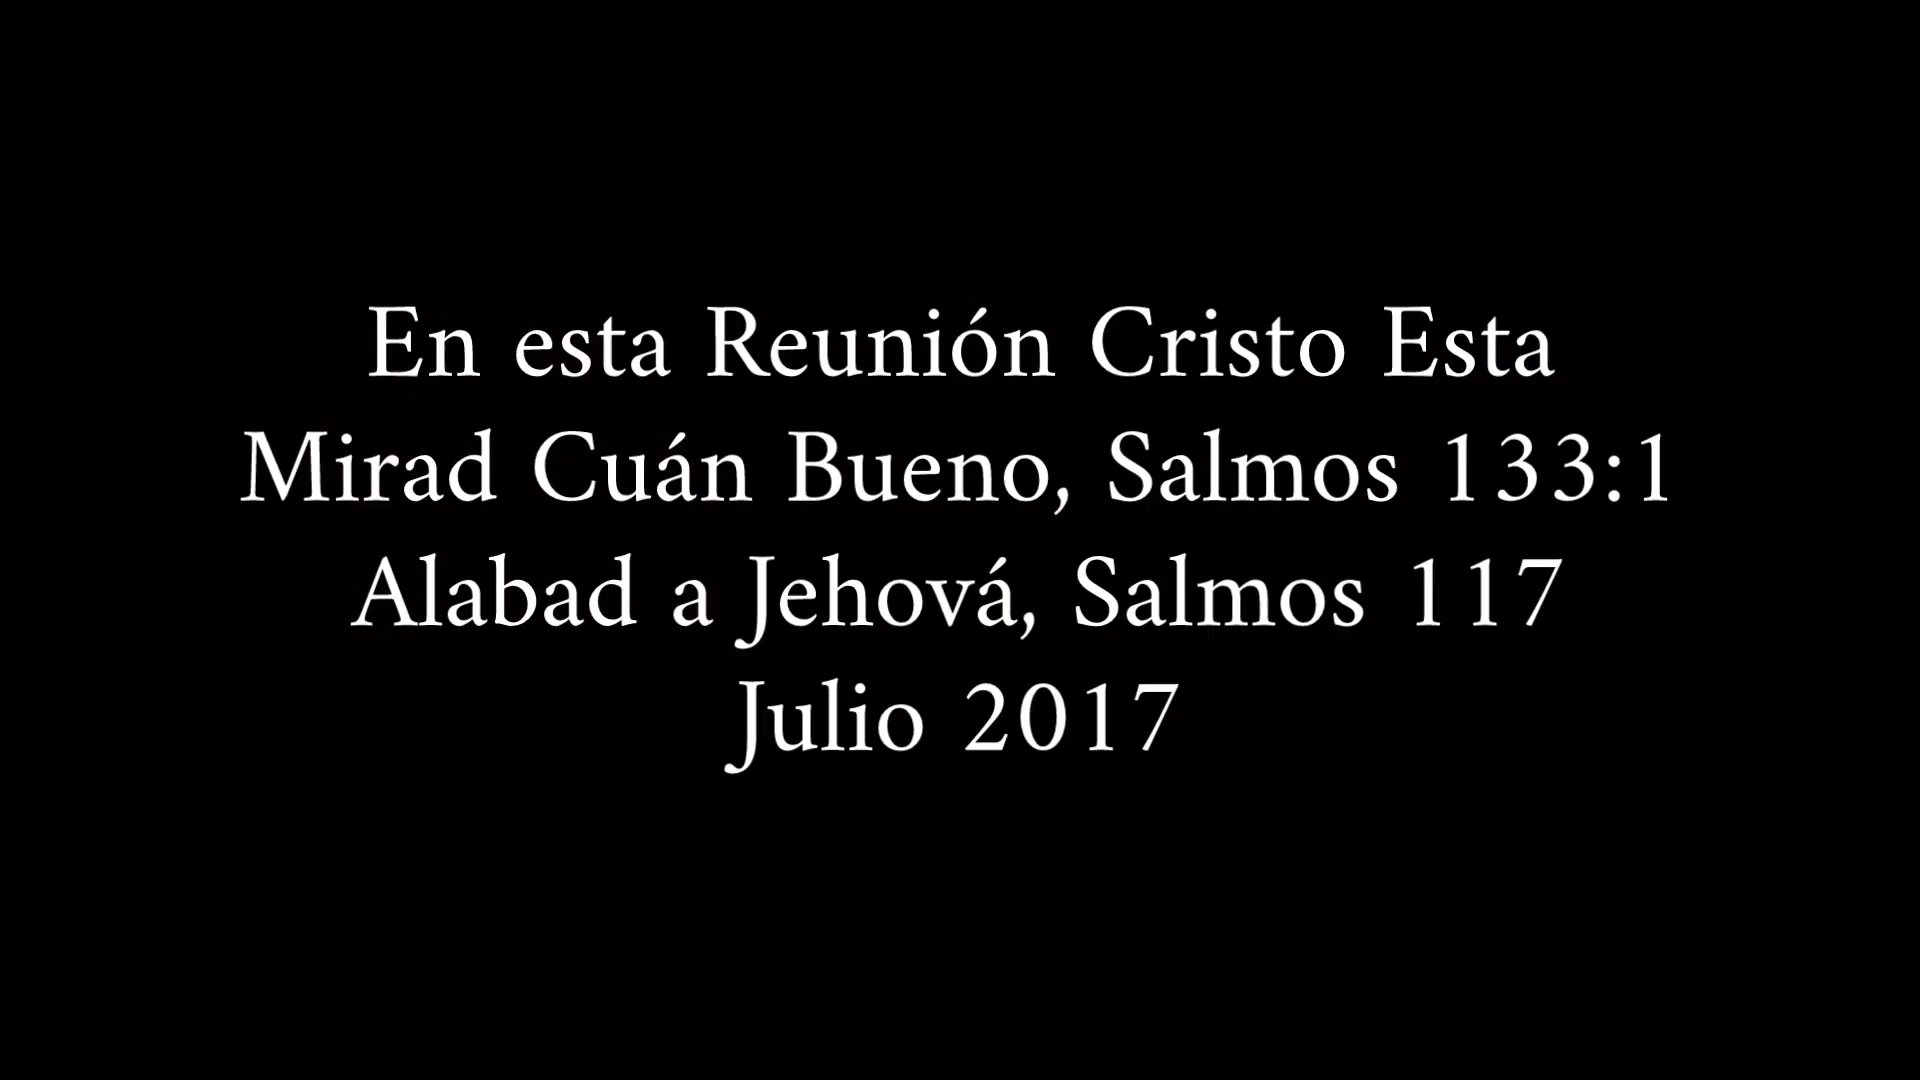 En esta Reunión Cristo Esta
Mirad Cuán Bueno, Salmos 133:1
Alabad a Jehová, Salmos 117
Julio 2017